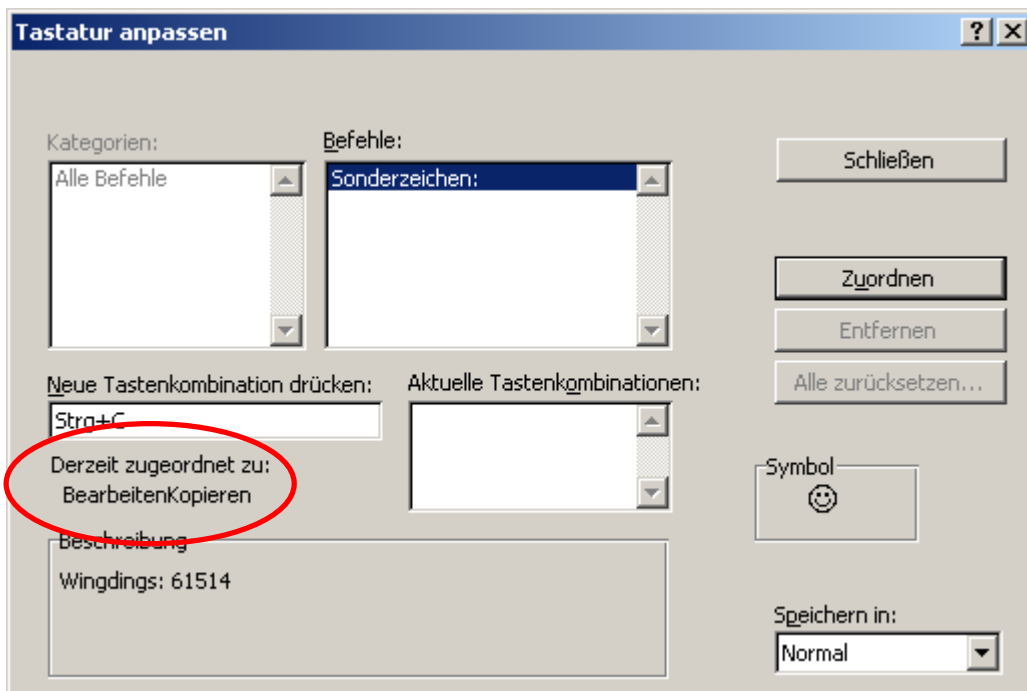 Tastatur anpassen
Kategorien:
Befehle:
Alle Befehle
Sonderzeichen:
Schließen
Zuordnen
Entfernen
Alle zurücksetzen...
Neue Tastenkombination drücken:
Aktuelle Tastenkombinationen:
Strg+C
Derzeit zugeordnet zu:
BearbeitenKopieren
Symbol
Beschreibung
Wingdings: 61514
Speichern in:
Normal